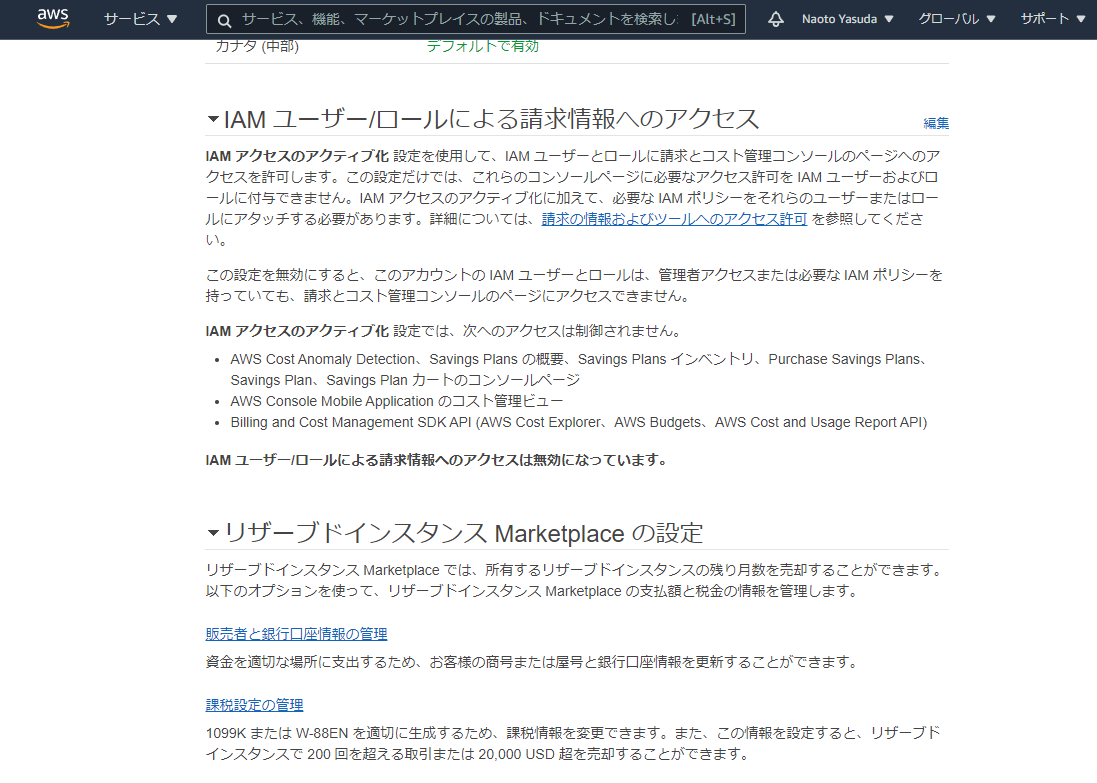 aws サービス ▼ サービス、機能、マーケットプレイスの製品、ドキュメントを検索し [Alt+S] Naoto Yasuda ▼ グローバル ▼ サポート ▼
カナダ (中部) デフォルトで有効
IAM ユーザー/ロールによる請求情報へのアクセス 編集
IAM アクセスのアクティブ化 設定を使用して、IAM ユーザーとロールに請求とコスト管理コンソールのページへのア
クセスを許可します。この設定だけでは、これらのコンソールページに必要なアクセス許可を IAM ユーザーおよびロ
ールに付与できません。IAM アクセスのアクティブ化に加えて、必要な IAM ポリシーをそれらのユーザーまたはロー
ルにアタッチする必要があります。詳細については、請求の情報およびツールへのアクセス許可 を参照してくださ
い。
この設定を無効にすると、このアカウントの IAM ユーザーとロールは、管理者アクセスまたは必要な IAM ポリシーを
持っていても、請求とコスト管理コンソールのページにアクセスできません。
IAM アクセスのアクティブ化 設定では、次へのアクセスは制御されません。
• AWS Cost Anomaly Detection、Savings Plans の概要、Savings Plans インベントリ、Purchase Savings Plans、
Savings Plan、Savings Plan カートのコンソールページ
• AWS Console Mobile Application のコスト管理ビュー
• Billing and Cost Management SDK API (AWS Cost Explorer、AWS Budgets、AWS Cost and Usage Report API)
IAM ユーザー/ロールによる請求情報へのアクセスは無効になっています。
リザーブドインスタンス Marketplace の設定
リザーブドインスタンス Marketplace では、所有するリザーブドインスタンスの残り月数を売却することができます。
以下のオプションを使って、リザーブドインスタンス Marketplace の支払額と税金の情報を管理します。
販売者と銀行口座情報の管理
資金を適切な場所に支出するため、お客様の商号または屋号と銀行口座情報を更新することができます。
課税設定の管理
1099K または W-88EN を適切に生成するため、課税情報を変更できます。また、この情報を設定すると、リザーブド
インスタンスで 200 回を超える取引または 20,000 USD 超を売却することができます。